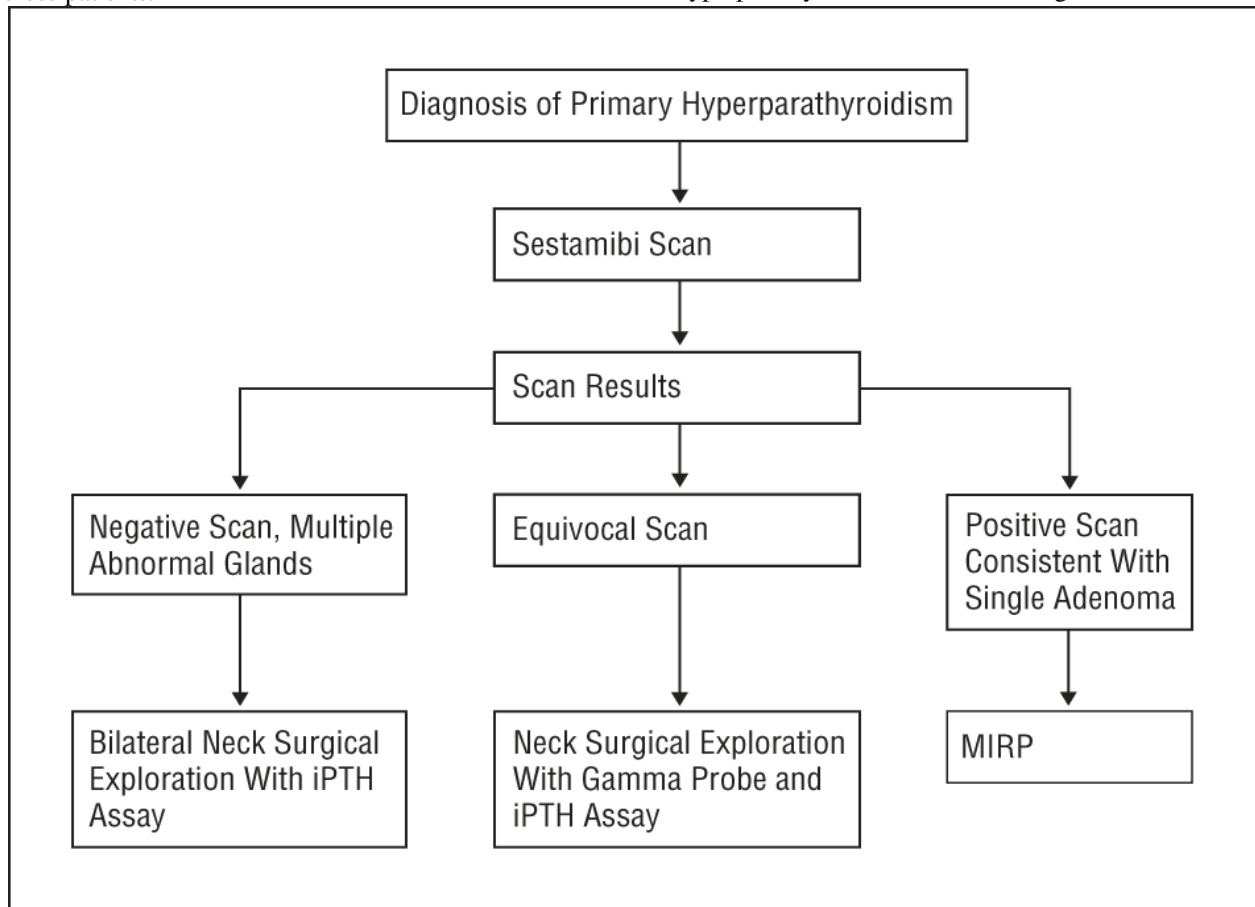 Diagnosis of Primary Hyperparathyroidism
Sestamibi Scan
Scan Results
Negative Scan, Multiple
Abnormal Glands
Equivocal Scan
Positive Scan
Consistent With
Single Adenoma
Bilateral Neck Surgical
Exploration With iPTH
Assay
Neck Surgical Exploration
With Gamma Probe and
iPTH Assay
MIRP